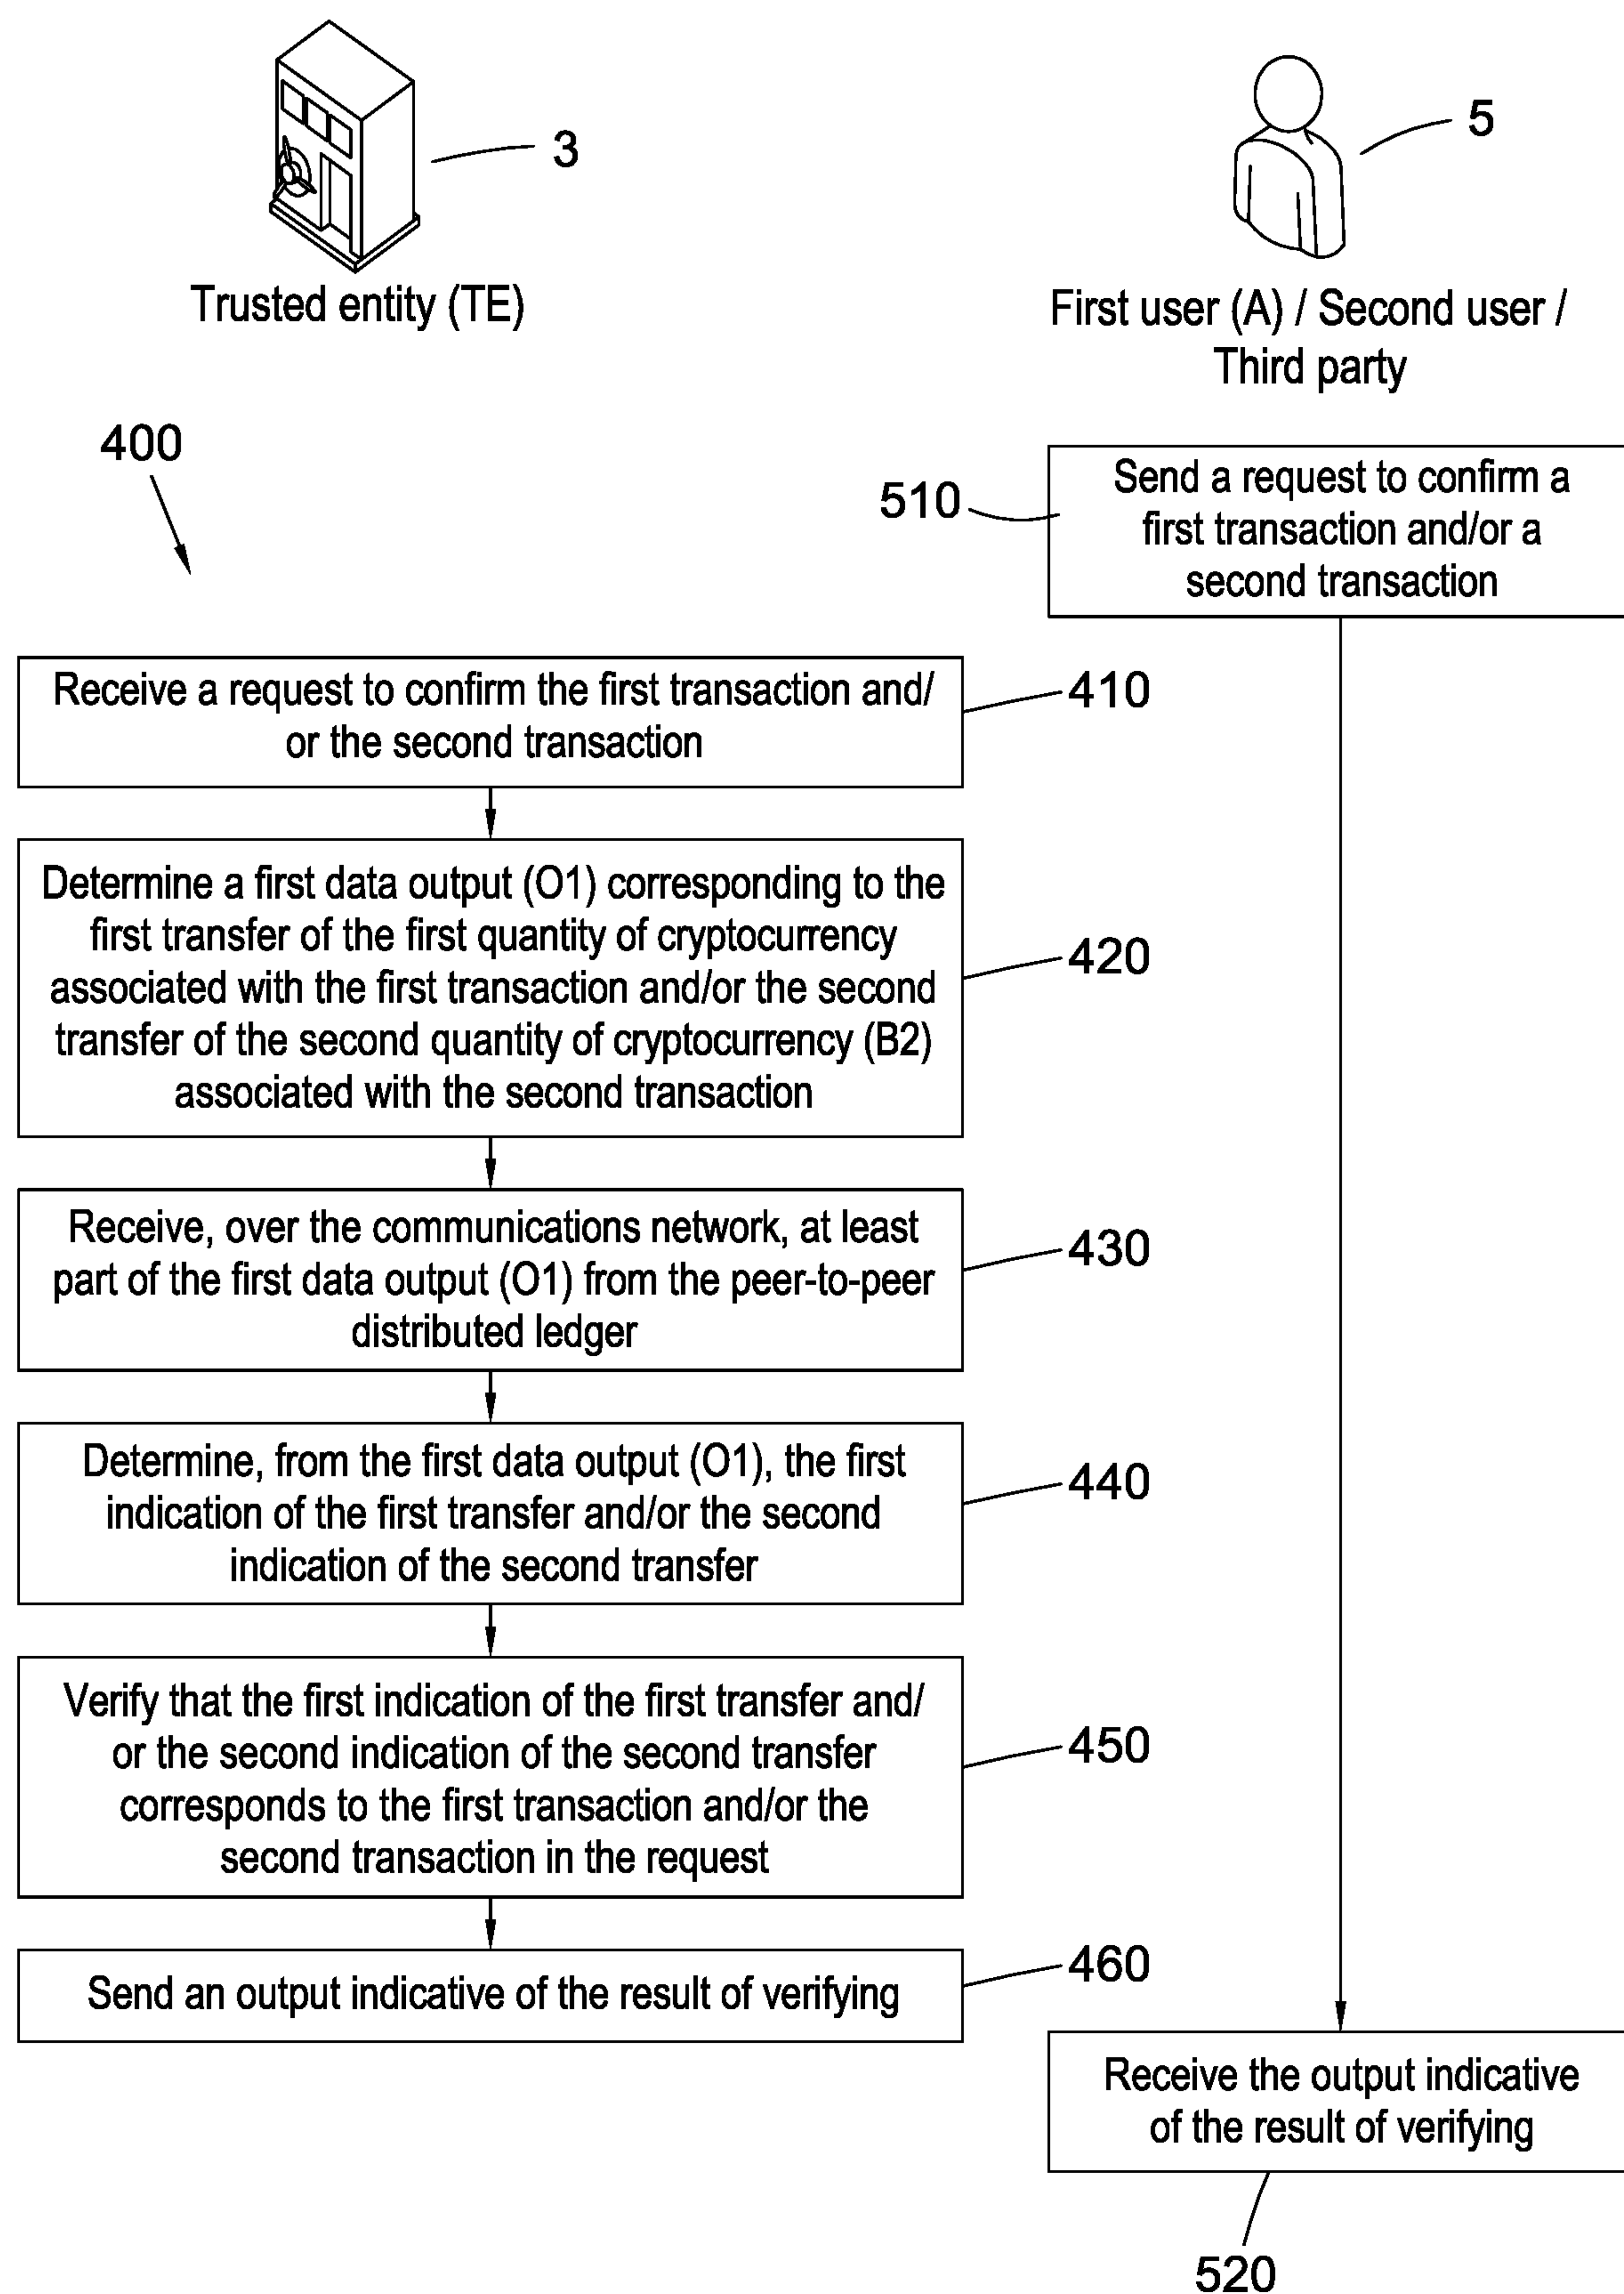 3
Trusted entity (TE)
5
First user (A) / Second user /
Third party
400
510
Send a request to confirm a
first transaction and/or a
second transaction
Receive a request to confirm the first transaction and/
or the second transaction
410
Determine a first data output (O1) corresponding to the
first transfer of the first quantity of cryptocurrency
associated with the first transaction and/or the second
transfer of the second quantity of cryptocurrency (B2)
associated with the second transaction
420
Receive, over the communications network, at least
part of the first data output (O1) from the peer-to-peer
distributed ledger
430
Determine, from the first data output (O1), the first
indication of the first transfer and/or the second
indication of the second transfer
440
Verify that the first indication of the first transfer and/
or the second indication of the second transfer
corresponds to the first transaction and/or the
second transaction in the request
450
Send an output indicative of the result of verifying
460
Receive the output indicative
of the result of verifying
520